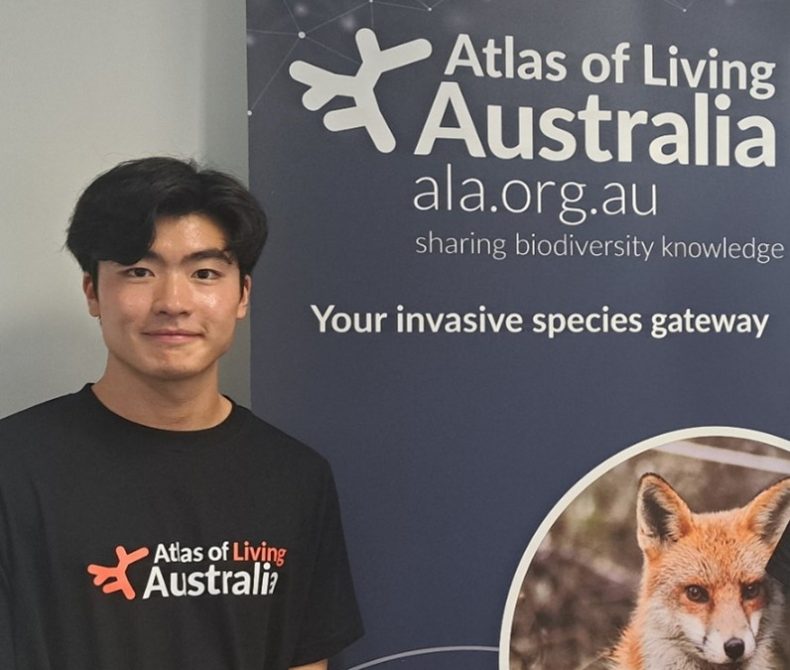 Atlas of Living
Australia
ala.org.au
sharing biodiversity knowledge
Your invasive species gateway
Atlas of Living
Australia